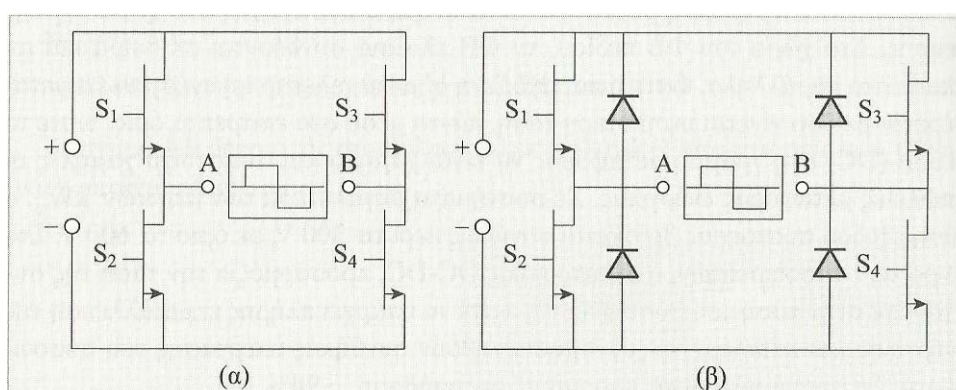 S₁
S₃
+
A
B
−
S₂
S₄
(α)
S₁
S₃
+
A
B
−
S₂
S₄
(β)